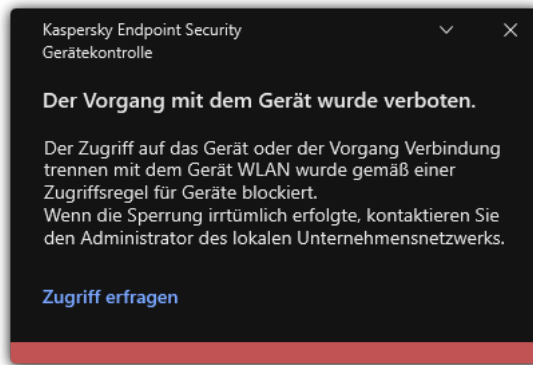 Kaspersky Endpoint Security
Gerätekontrolle
Der Vorgang mit dem Gerät wurde verboten.
Der Zugriff auf das Gerät oder der Vorgang Verbindung
trennen mit dem Gerät WLAN wurde gemäß einer
Zugriffsregel für Geräte blockiert.
Wenn die Sperrung irrtümlich erfolgte, kontaktieren Sie
den Administrator des lokalen Unternehmensnetzwerks.
Zugriff erfragen